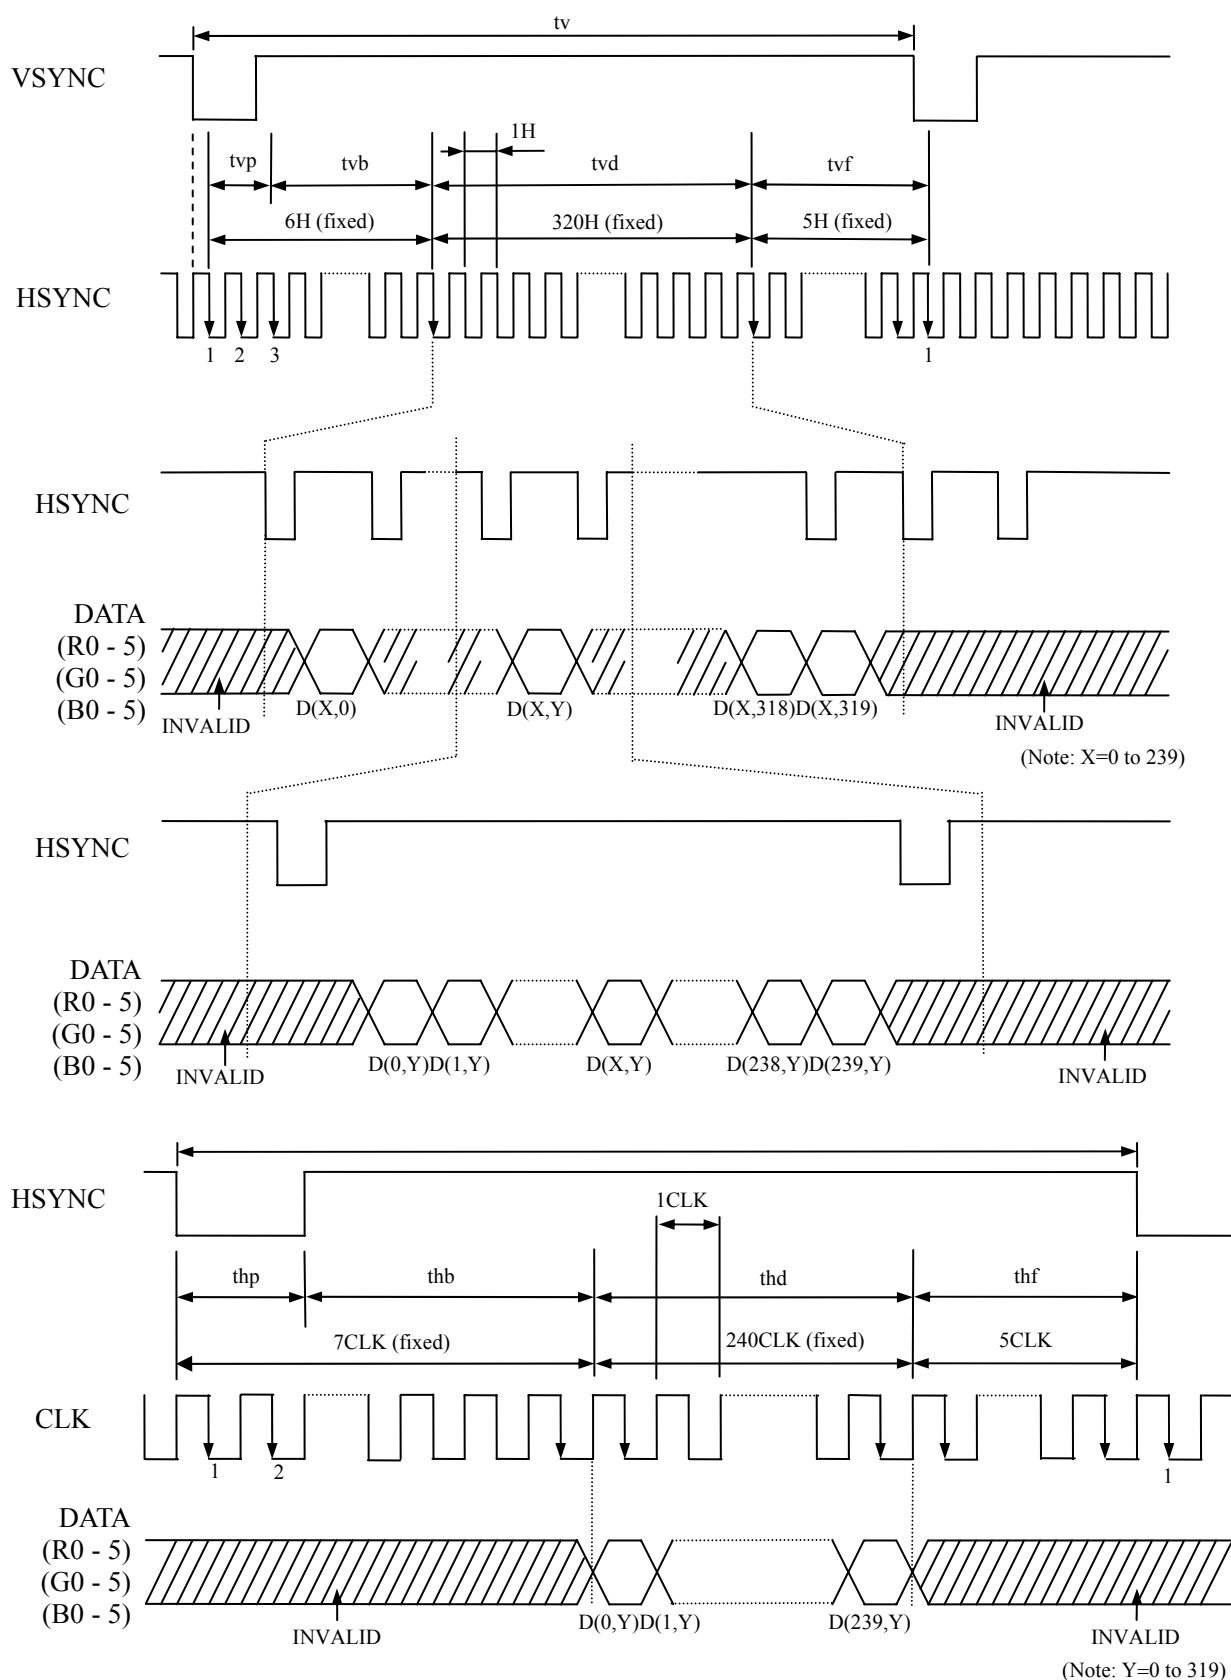 tv
VSYNC
1H
tvp
tvb
tvd
tvf
6H (fixed)
320H (fixed)
5H (fixed)
HSYNC
1
2
3
1
HSYNC
DATA
(R0 - 5)
(G0 - 5)
(B0 - 5)
INVALID
D(X,0)
D(X,Y)
D(X,318)D(X,319)
INVALID
(Note: X=0 to 239)
HSYNC
DATA
(R0 - 5)
(G0 - 5)
(B0 - 5)
INVALID
D(0,Y)D(1,Y)
D(X,Y)
D(238,Y)D(239,Y)
INVALID
HSYNC
1CLK
thp
thb
thd
thf
7CLK (fixed)
240CLK (fixed)
5CLK
CLK
1
2
1
DATA
(R0 - 5)
(G0 - 5)
(B0 - 5)
INVALID
D(0,Y)D(1,Y)
D(239,Y)
INVALID
(Note: Y=0 to 319)